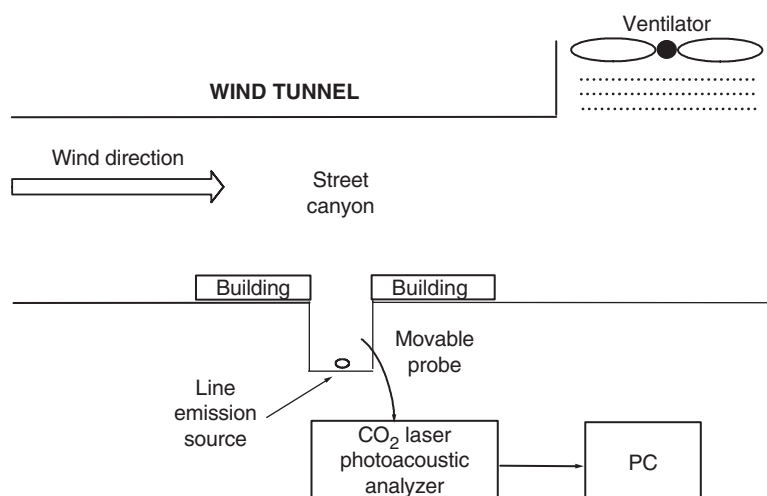 Ventilator
WIND TUNNEL
Wind direction
Street
canyon
Building
Building
Movable
probe
Line
emission
source
CO₂ laser
photoacoustic
analyzer
PC